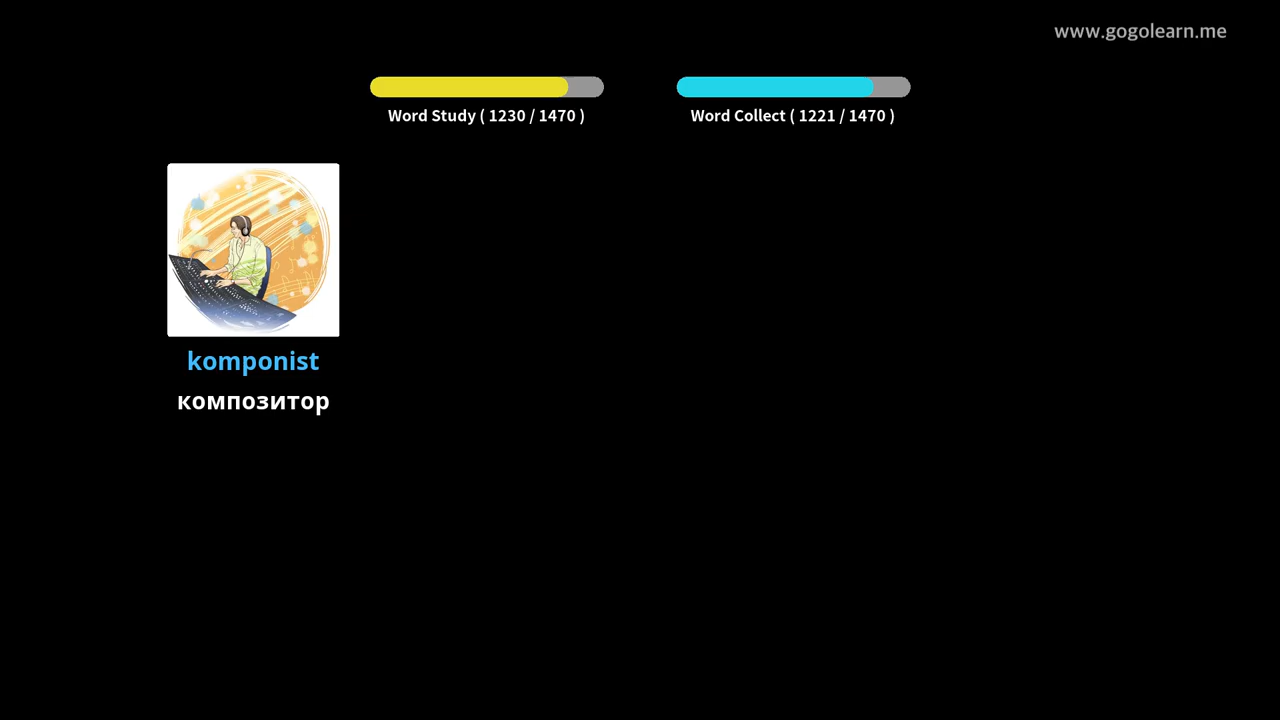 www.gogolearn.me
Word Study ( 1230 / 1470 )
Word Collect ( 1221 / 1470 )
komponist
композитор